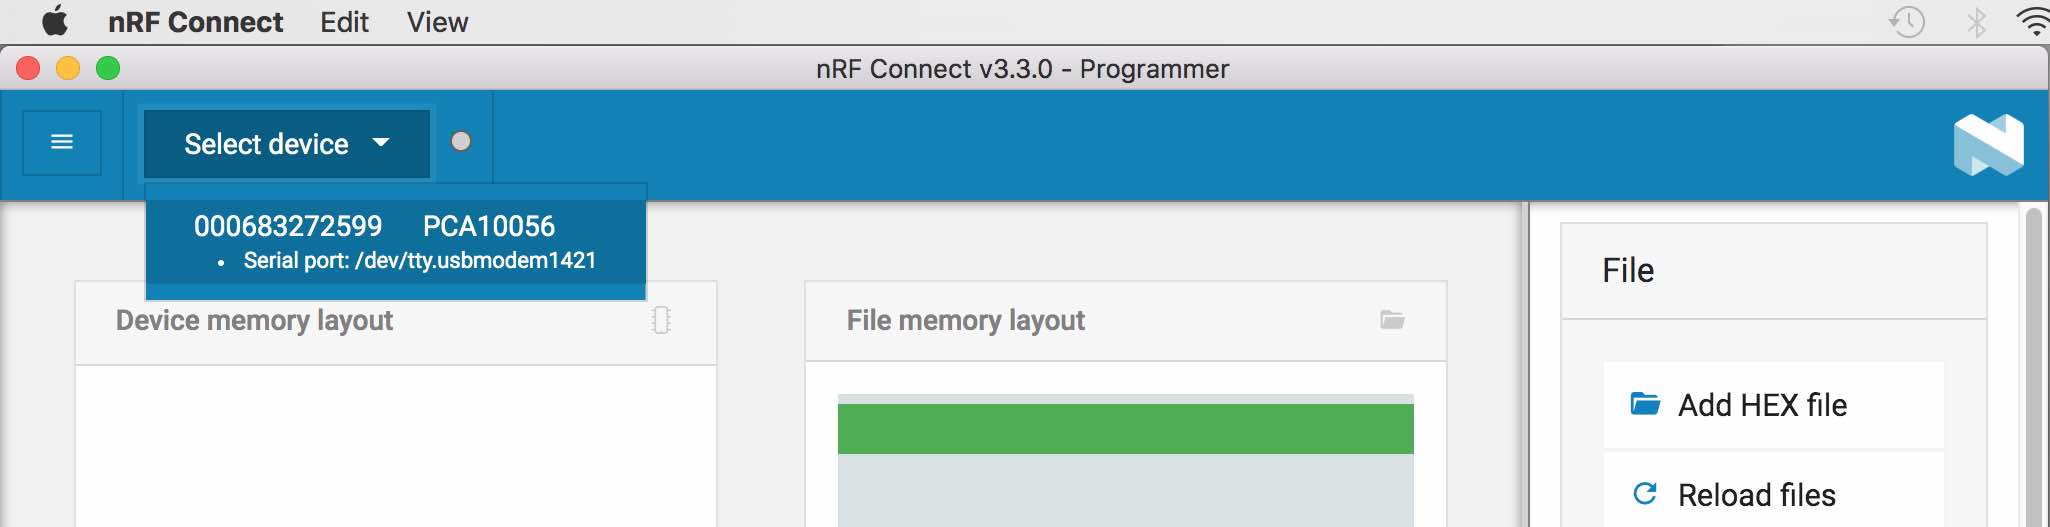 nRF Connect Edit View
nRF Connect v3.3.0 - Programmer
Select device
000683272599 PCA10056
• Serial port: /dev/tty.usbmodem1421
Device memory layout
File memory layout
File
Add HEX file
Reload files